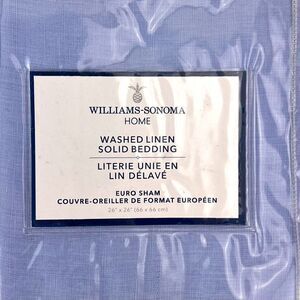 WILLIAMS-SONOMA
HOME
WASHED LINEN
SOLID BEDDING
LITERIE UNIE EN
LIN DÉLAVÉ
EURO SHAM
COUVRE-OREILLER DE FORMAT EUROPÉEN
26" x 26" (66 x 66 cm)